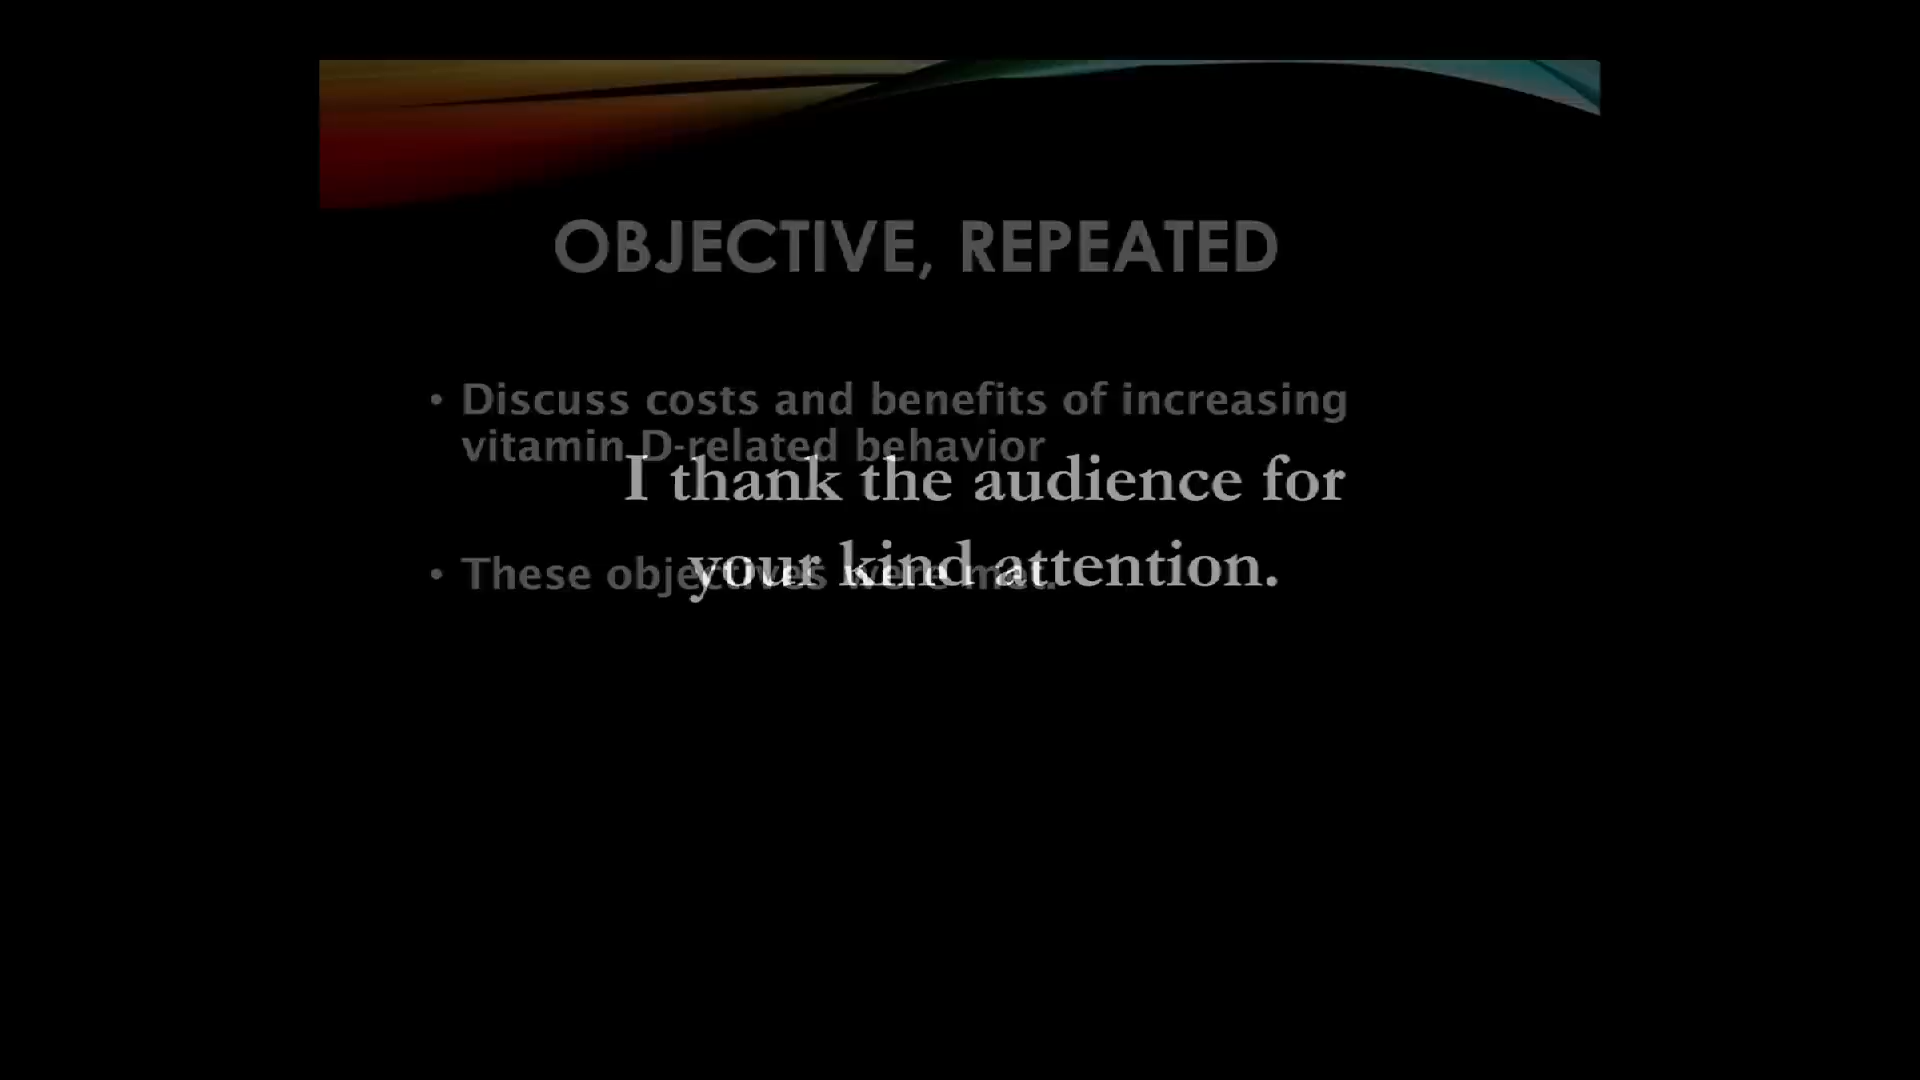 OBJECTIVE, REPEATED
• Discuss costs and benefits of increasing
vitamin D-related behavior
I thank the audience for
your kind attention.
• These objectives were met.